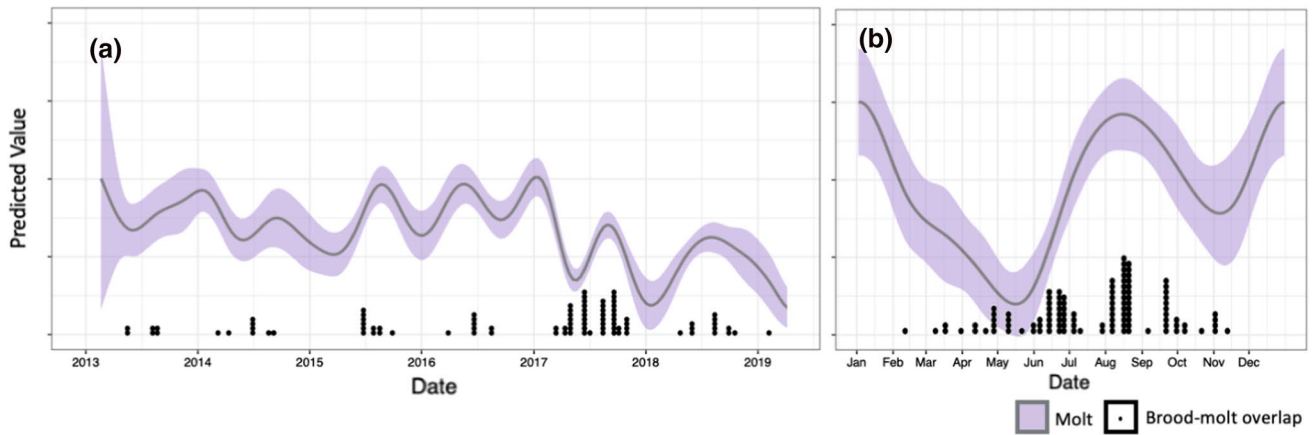 (a)
(b)
Predicted Value
2013 2014 2015 2016 2017 2018 2019
Jan Feb Mar Apr May Jun Jul Aug Sep Oct Nov Dec
Date
Date
Molt Brood-molt overlap